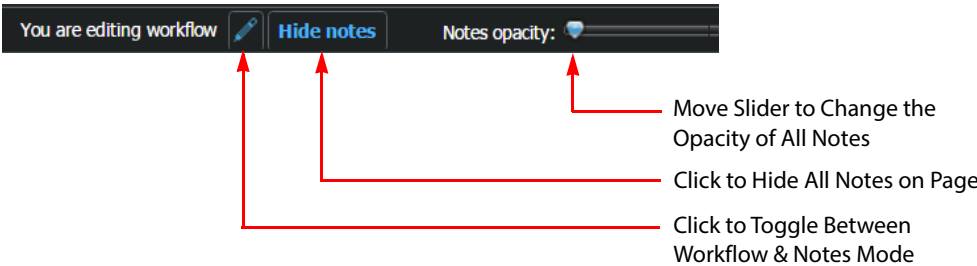 You are editing workflow Hide notes Notes opacity:
Move Slider to Change the
Opacity of All Notes
Click to Hide All Notes on Page
Click to Toggle Between
Workflow & Notes Mode